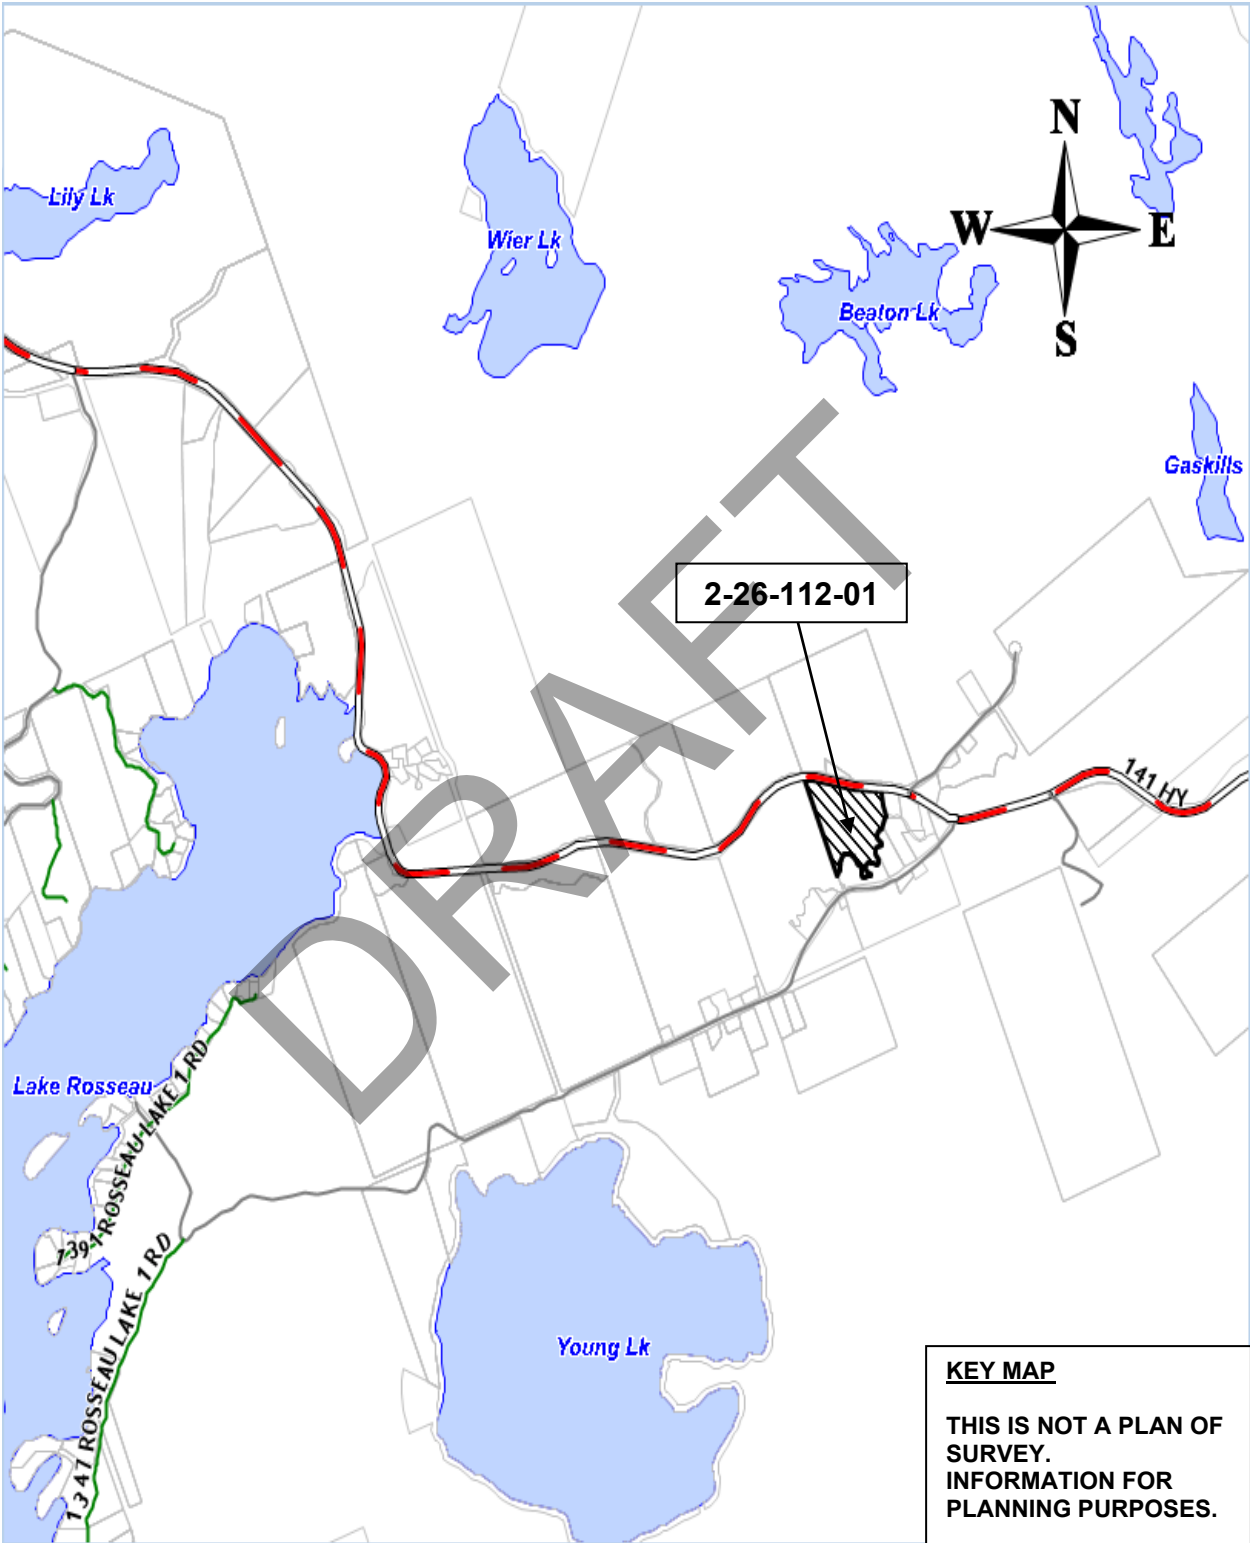 N
Lily Lk
W
E
Wier Lk
Beaton Lk
S
Gaskills
2-26-112-01
DRAFT
141 HY
Lake Rosseau
1391 ROSSEAU LAKE 1 RD
1347 ROSSEAU LAKE 1 RD
Young Lk
KEY MAP
THIS IS NOT A PLAN OF
SURVEY.
INFORMATION FOR
PLANNING PURPOSES.